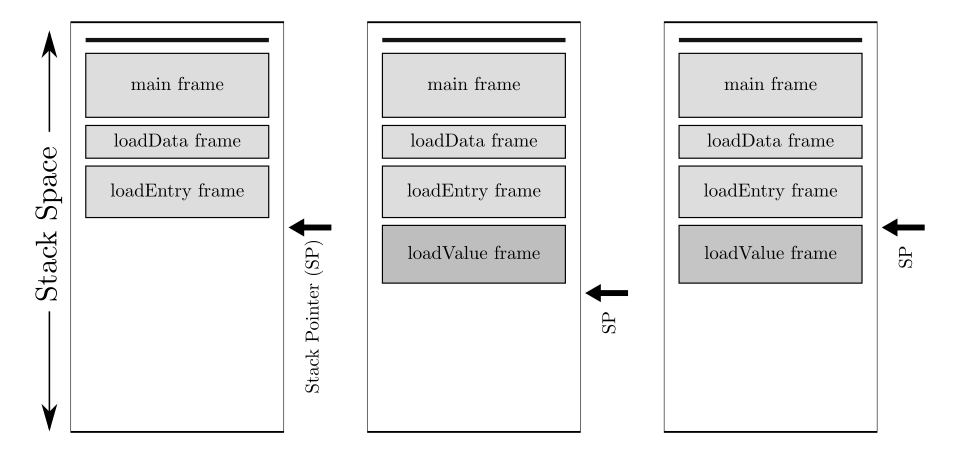 Stack Space
main frame
loadData frame
loadEntry frame
Stack Pointer (SP)
main frame
loadData frame
loadEntry frame
loadValue frame
SP
main frame
loadData frame
loadEntry frame
loadValue frame
SP